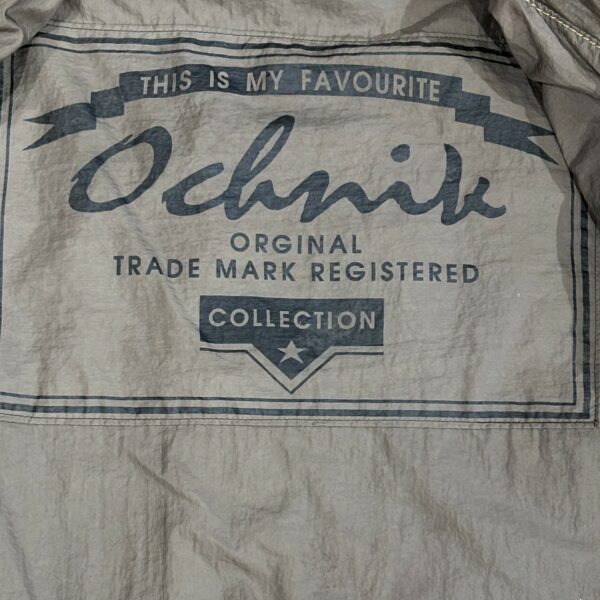 THIS IS MY FAVOURITE
Ochnik
ORGINAL
TRADE MARK REGISTERED
COLLECTION